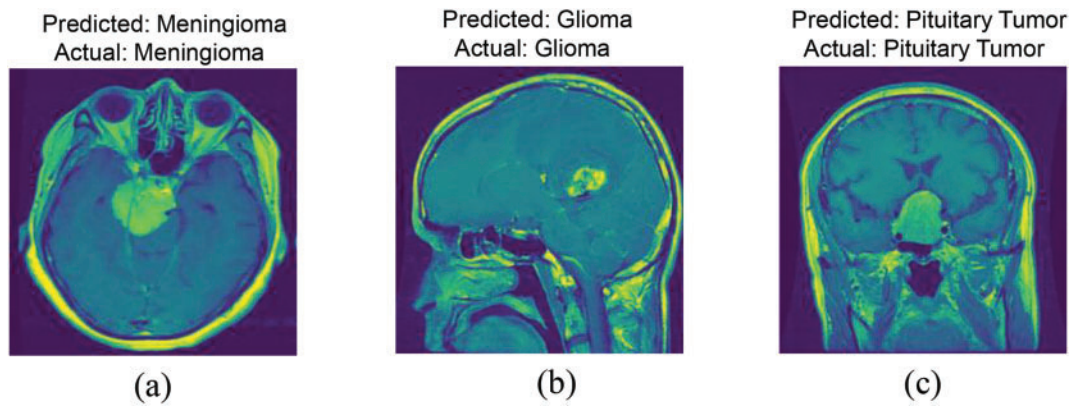 Predicted: Meningioma
Actual: Meningioma
Predicted: Glioma
Actual: Glioma
Predicted: Pituitary Tumor
Actual: Pituitary Tumor
(a)
(b)
(c)